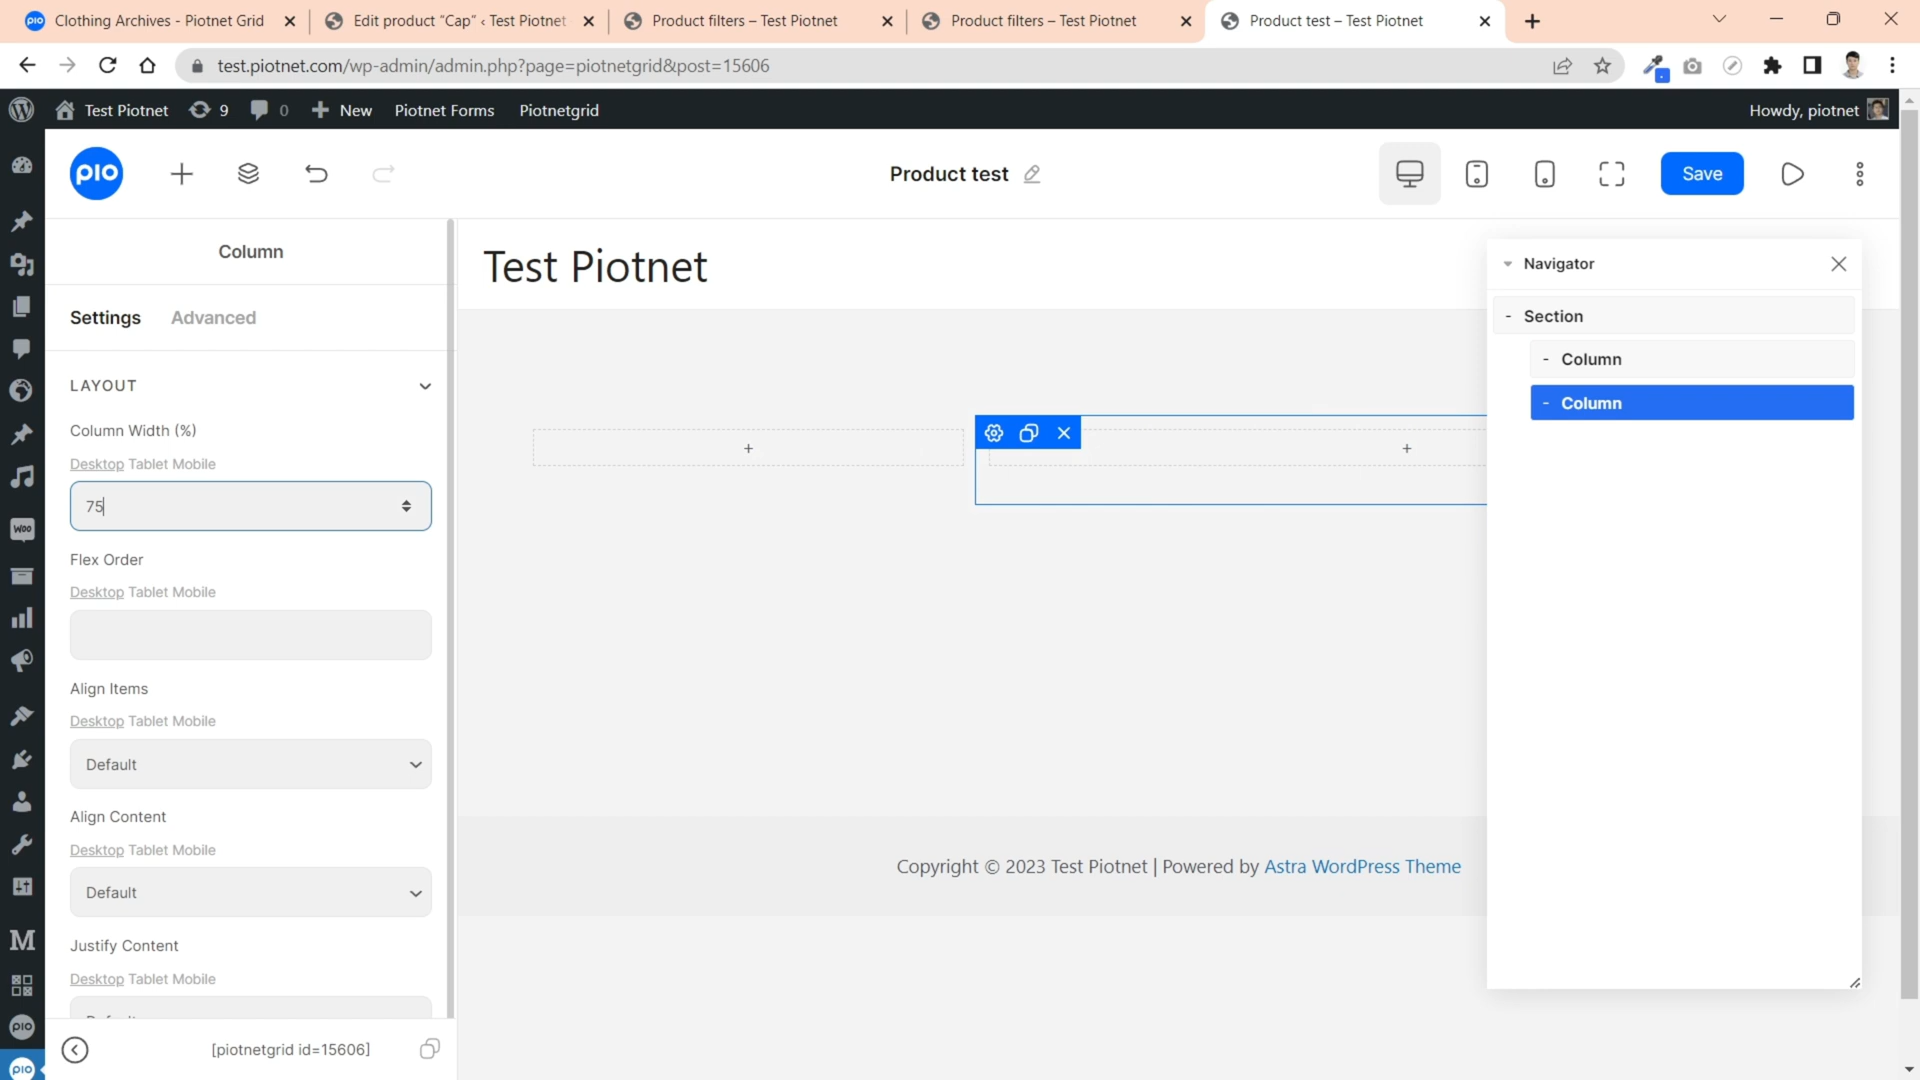 Clothing Archives - Piotnet Grid
Edit product “Cap” ‹ Test Piotnet
Product filters – Test Piotnet
Product filters – Test Piotnet
Product test – Test Piotnet
test.piotnet.com/wp-admin/admin.php?page=piotnetgrid&post=15606
Test Piotnet
9
0
New
Piotnet Forms
Piotnetgrid
Howdy, piotnet
pio
Product test
Save
Column
Settings
Advanced
LAYOUT
Column Width (%)
Desktop Tablet Mobile
75
Flex Order
Desktop Tablet Mobile
Align Items
Desktop Tablet Mobile
Default
Align Content
Desktop Tablet Mobile
Default
Justify Content
Desktop Tablet Mobile
[piotnetgrid id=15606]
Test Piotnet
Copyright © 2023 Test Piotnet | Powered by Astra WordPress Theme
Navigator
- Section
- Column
- Column
Woo
M
pio
pio